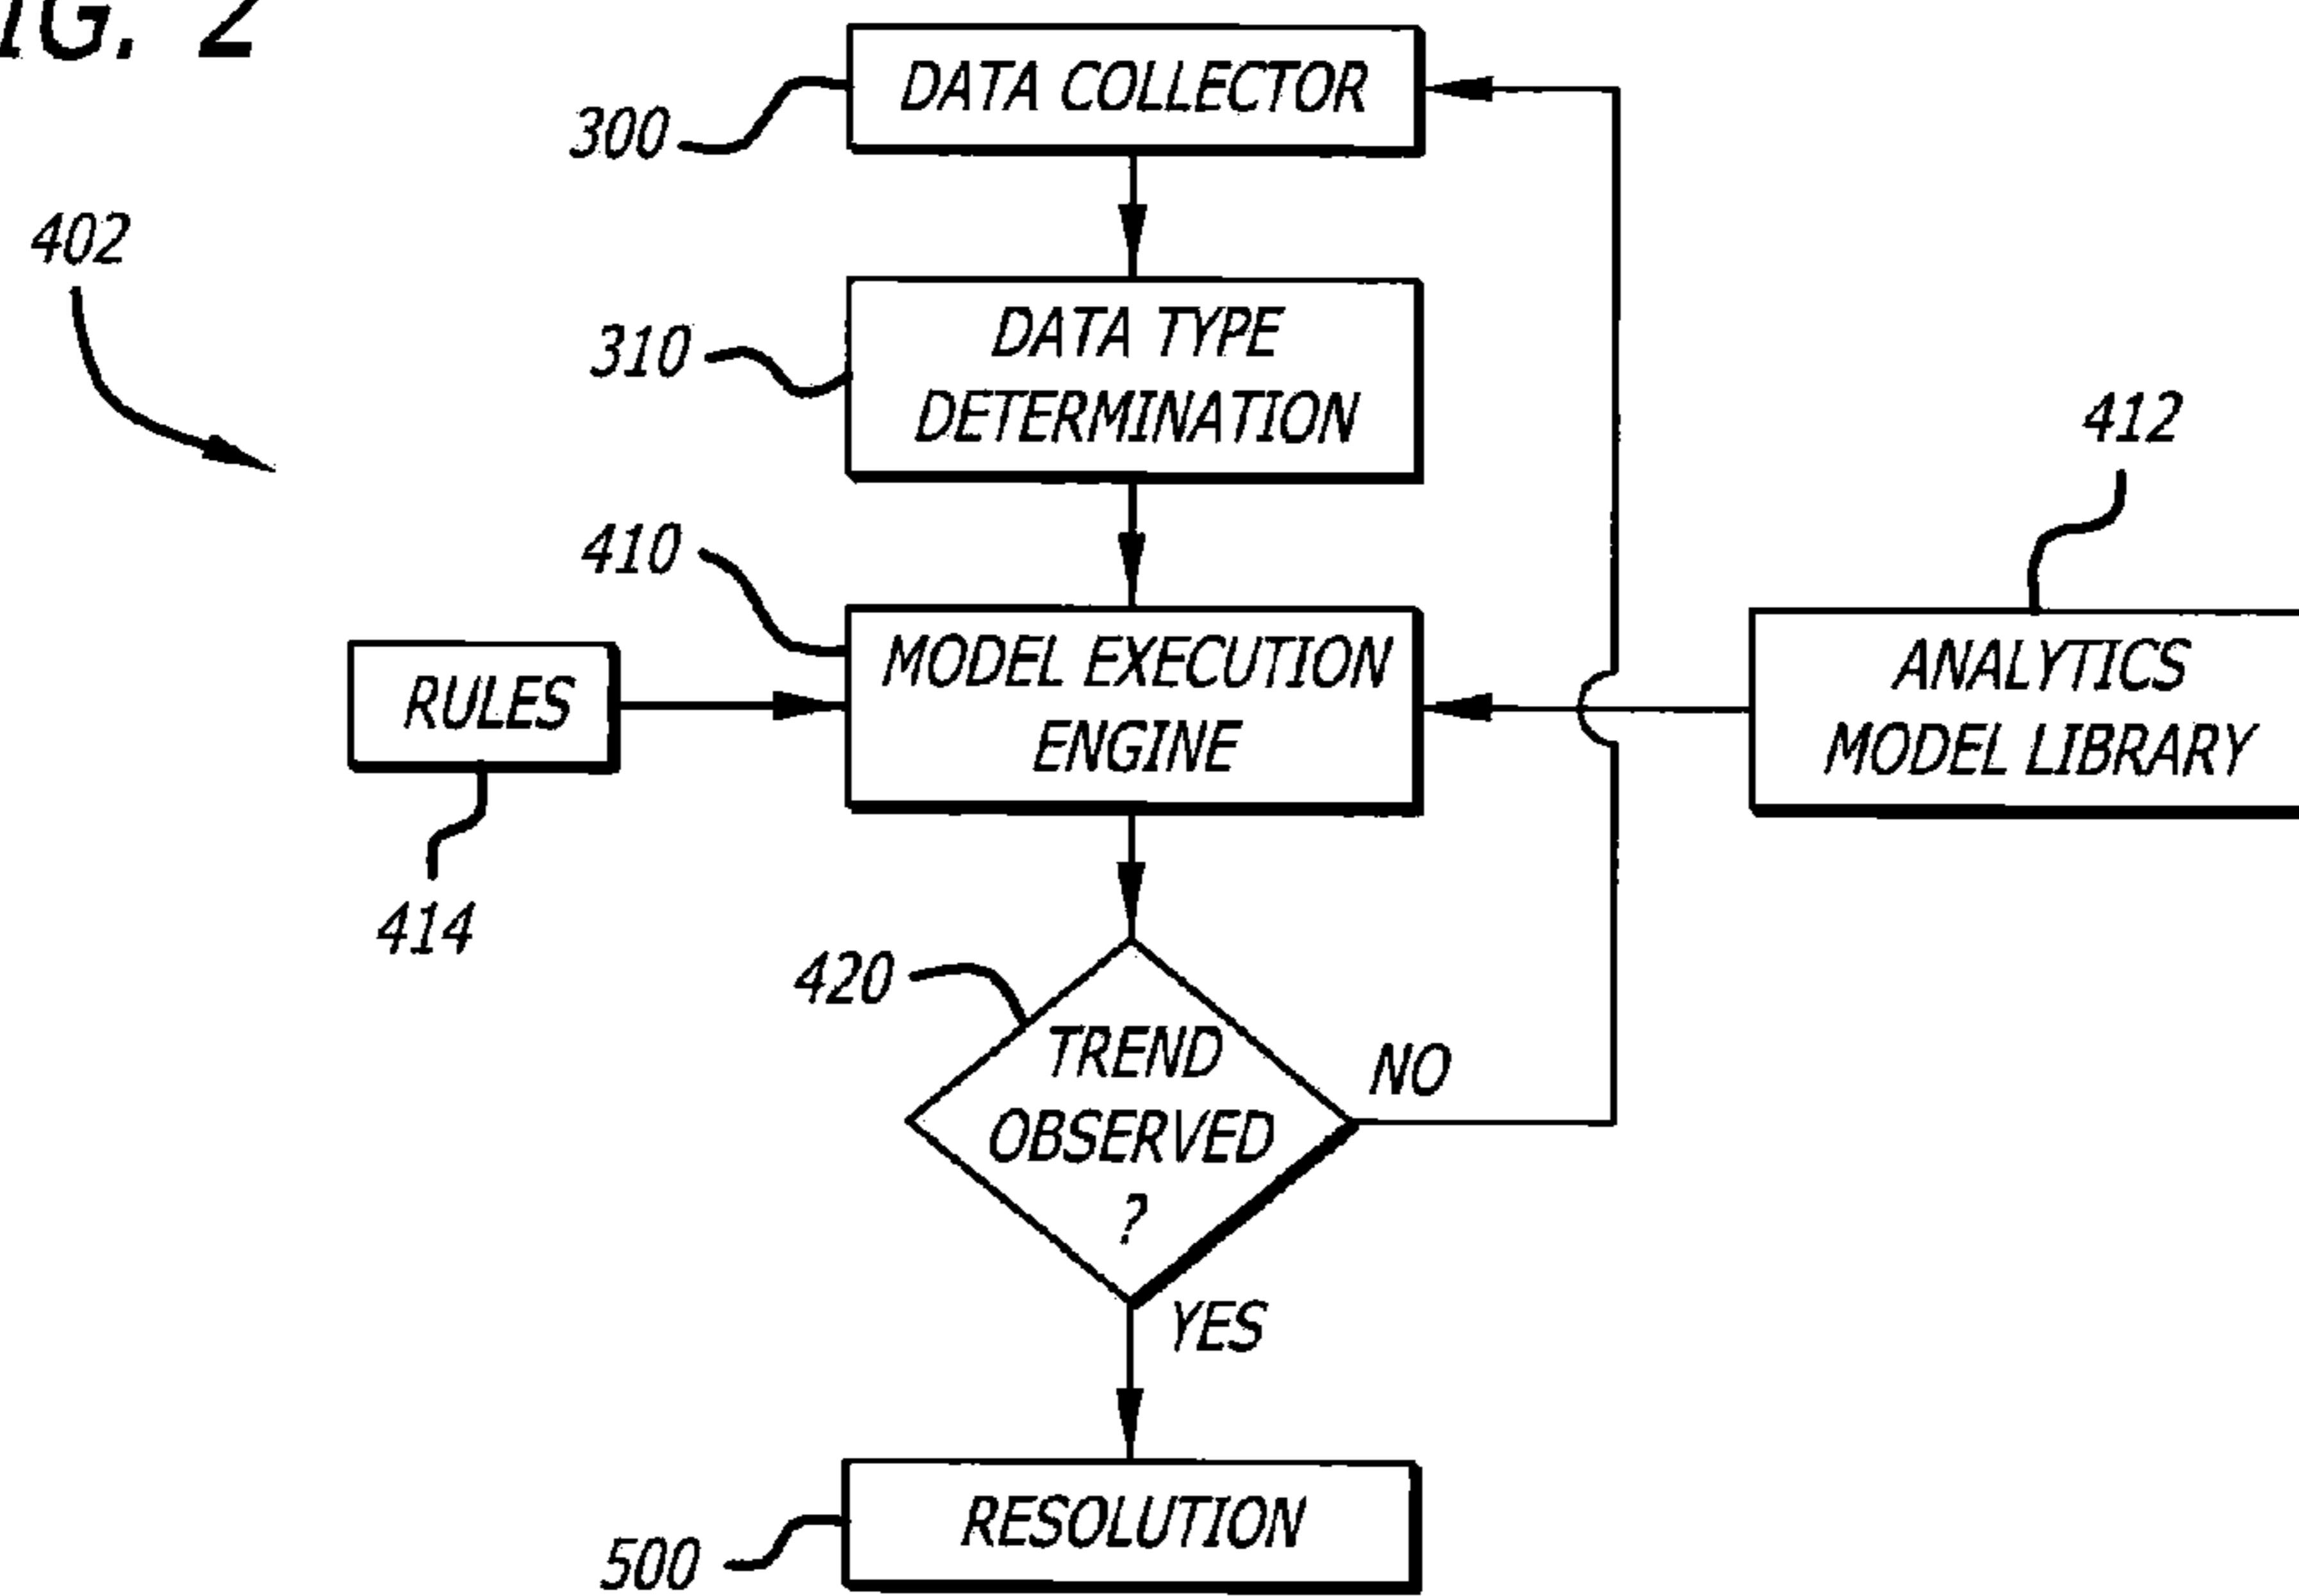 IG. 2
DATA COLLECTOR
300
402
DATA TYPE
DETERMINATION
310
412
410
MODEL EXECUTION
ENGINE
RULES
ANALYTICS
MODEL LIBRARY
414
420
TREND
OBSERVED
?
NO
YES
RESOLUTION
500